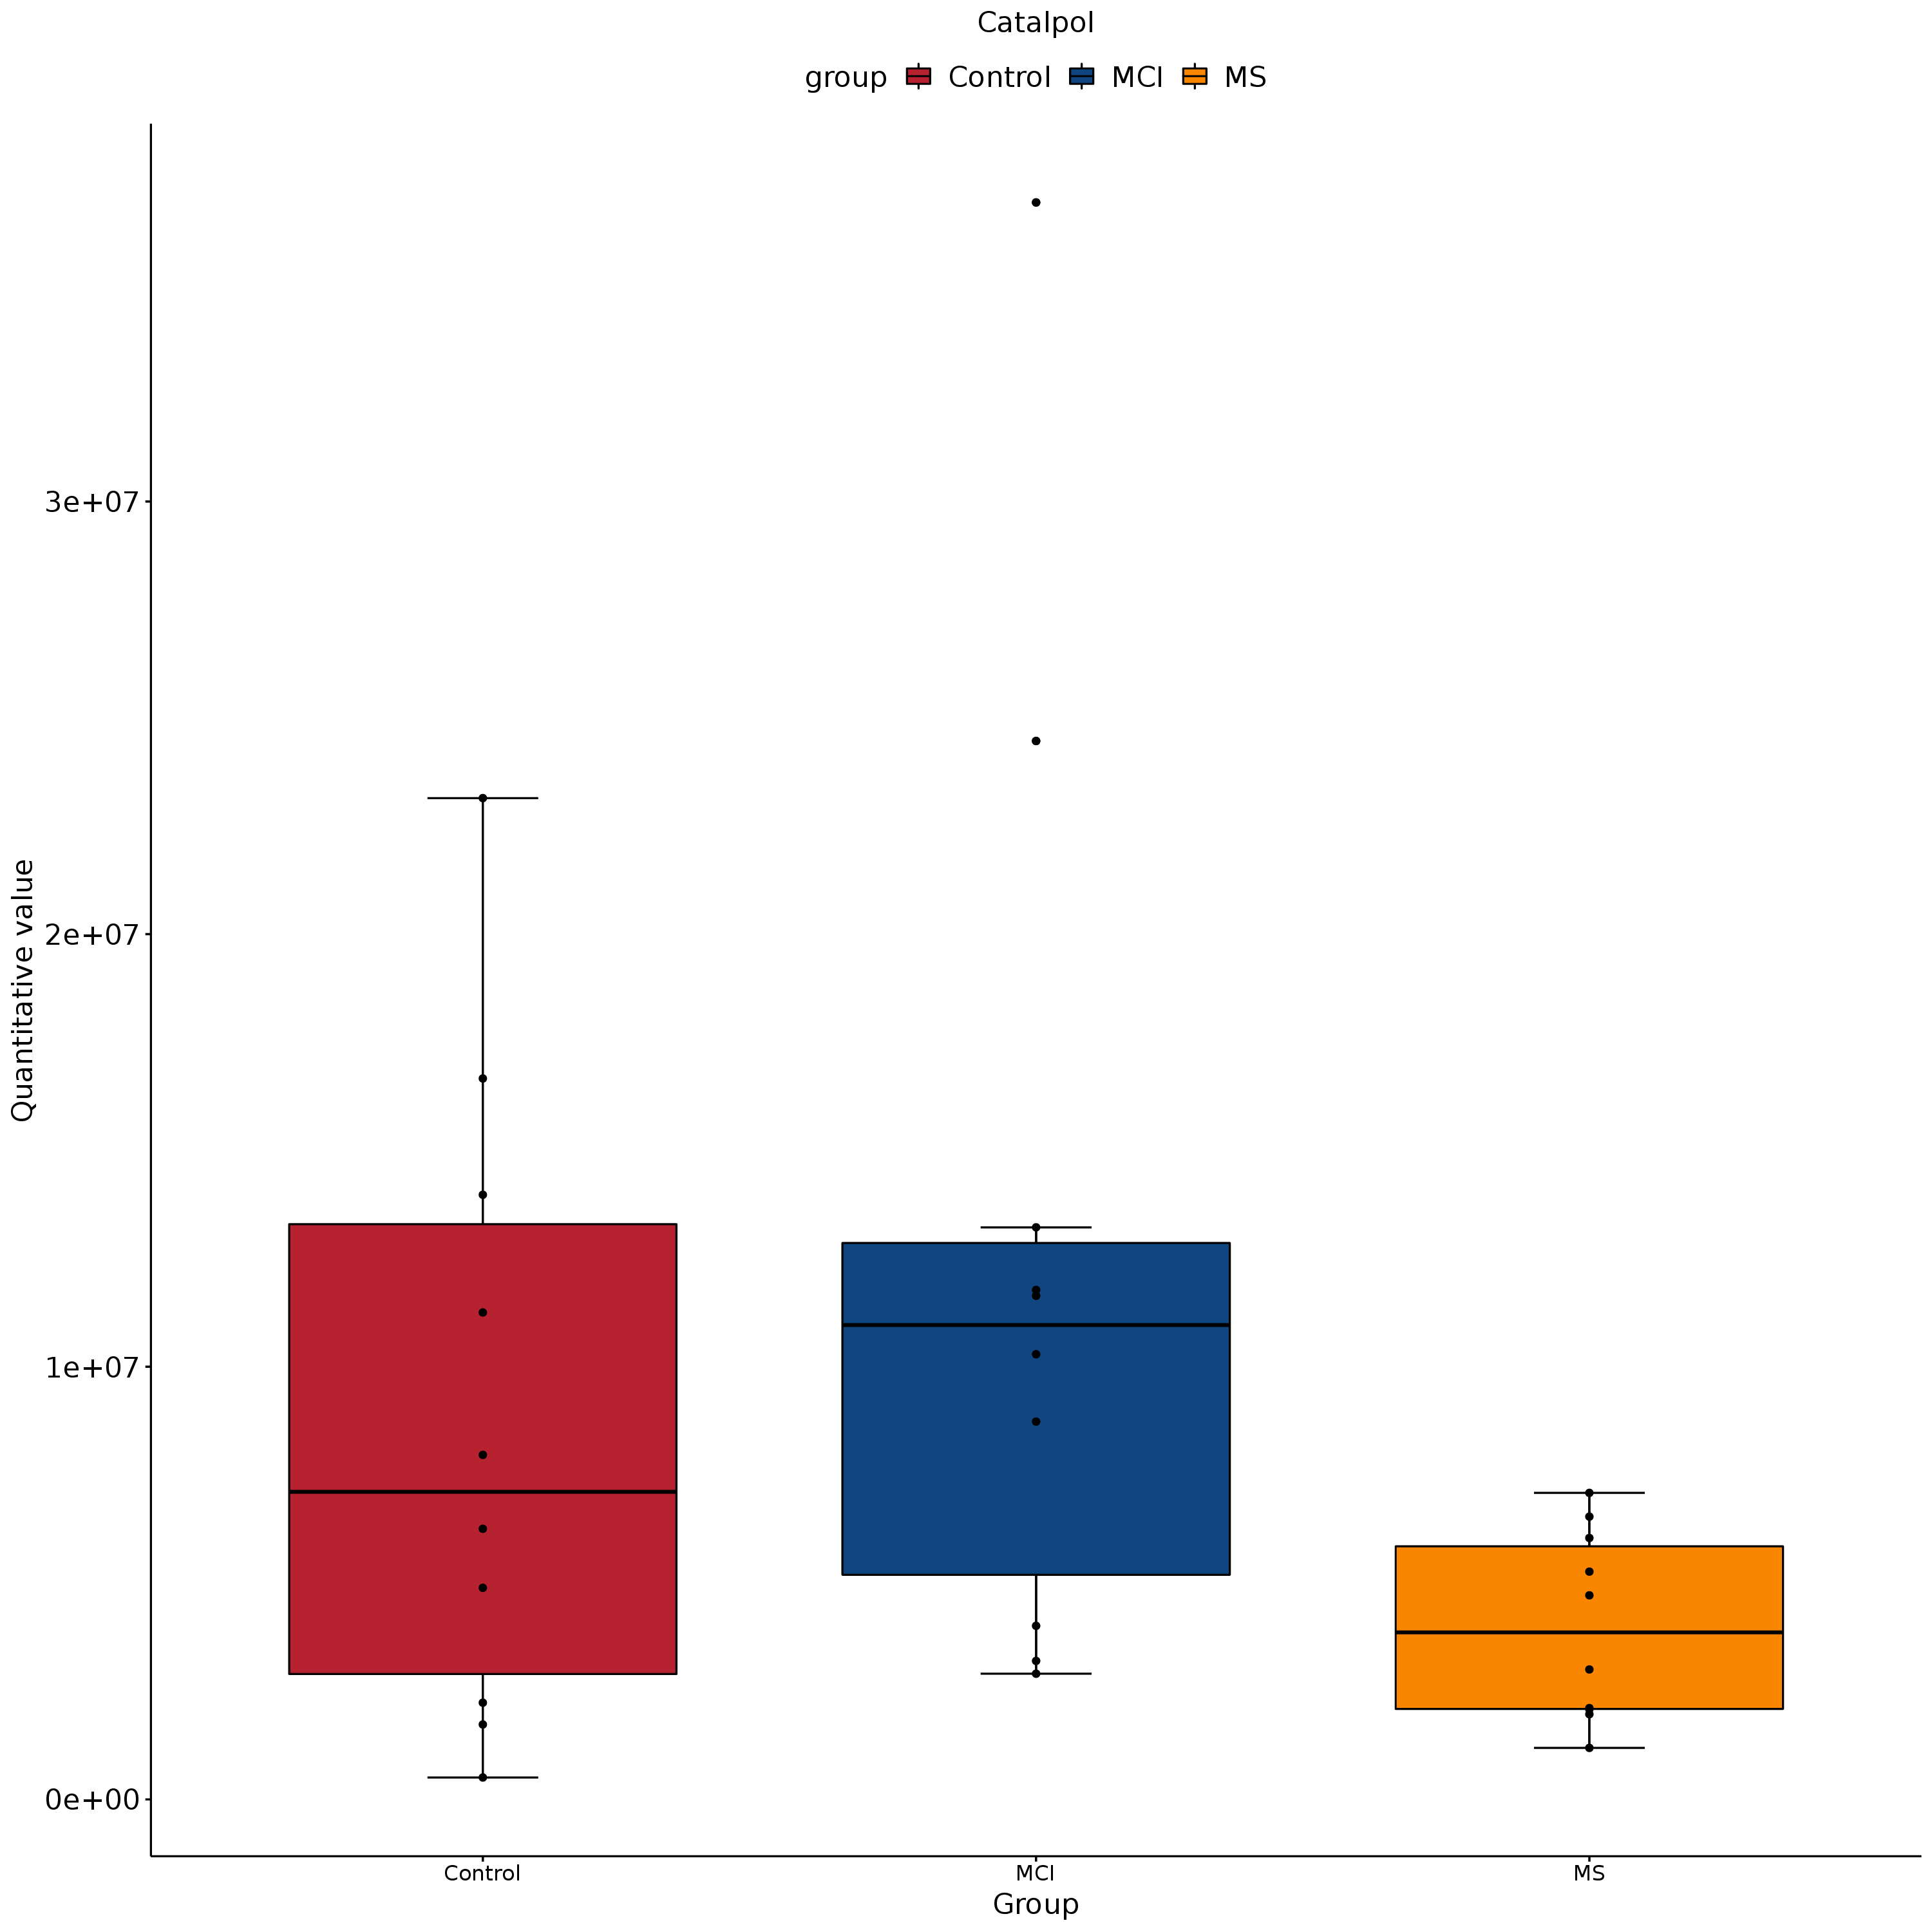 Catalpol
group Control MCI MS
Quantitative value
3e+07
2e+07
1e+07
0e+00
Control MCI MS
Group